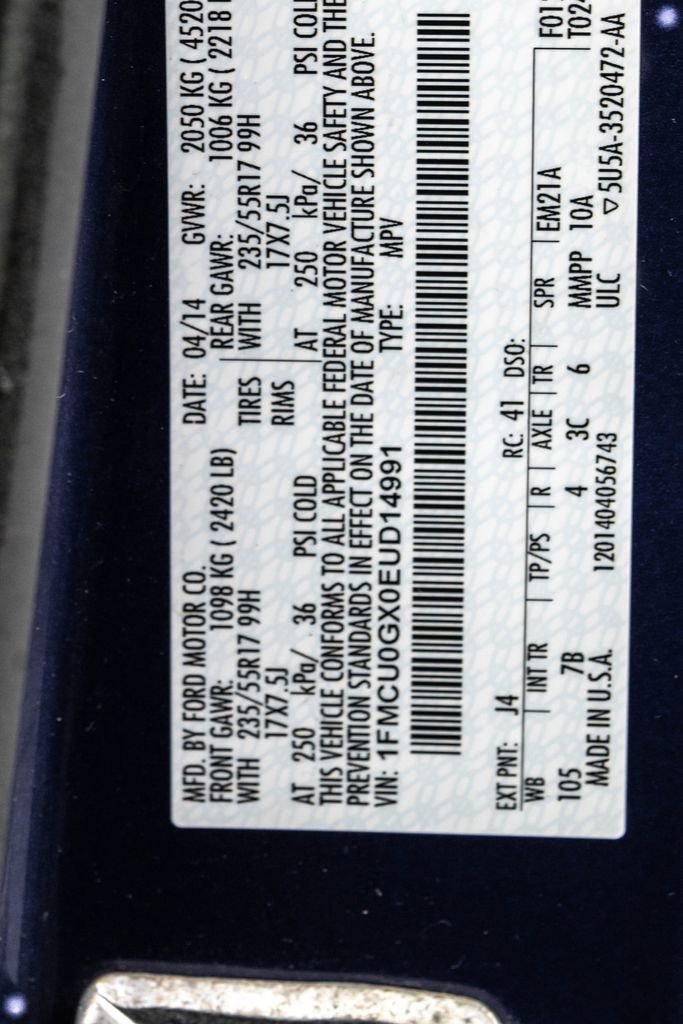 MFD. BY FORD MOTOR CO. DATE: 04/14 GVWR: 2050 KG ( 4520
FRONT GAWR: 1098 KG ( 2420 LB) REAR GAWR: 1006 KG ( 2218
WITH 235/55R17 99H TIRES WITH 235/55R17 99H
17X7.5J RIMS 17X7.5J
AT 250 kPa/ 36 PSI COLD AT 250 kPa/ 36 PSI COL
THIS VEHICLE CONFORMS TO ALL APPLICABLE FEDERAL MOTOR VEHICLE SAFETY AND THE
PREVENTION STANDARDS IN EFFECT ON THE DATE OF MANUFACTURE SHOWN ABOVE.
VIN: 1FMCU0GX0EUD14991 TYPE: MPV
EXT PNT: J4 RC: 41 DSO:
WB INT TR TP/PS R AXLE TR SPR EM21A F01
105 7B 4 3C 6 MMPP 10A T024
MADE IN U.S.A. 1201404056743 ULC ▽5U5A-3520472-AA